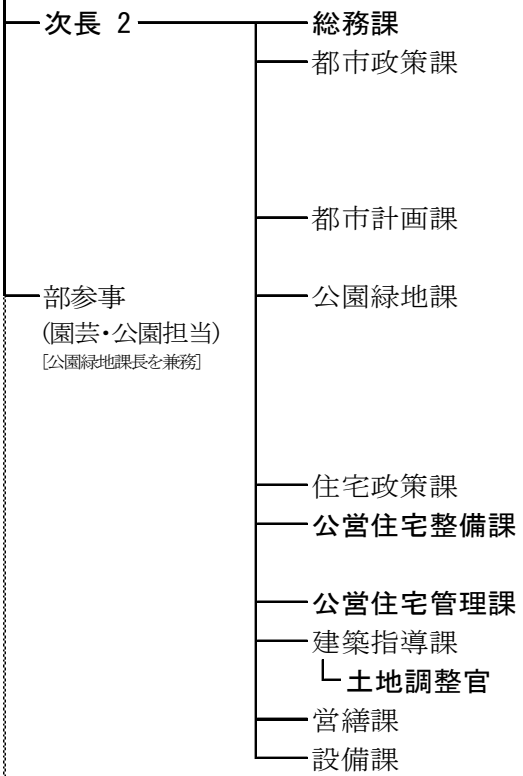 次長 2
総務課
都市政策課
都市計画課
部参事
(園芸・公園担当)
[公園緑地課長を兼務]
公園緑地課
住宅政策課
公営住宅整備課
公営住宅管理課
建築指導課
土地調整官
営繕課
設備課